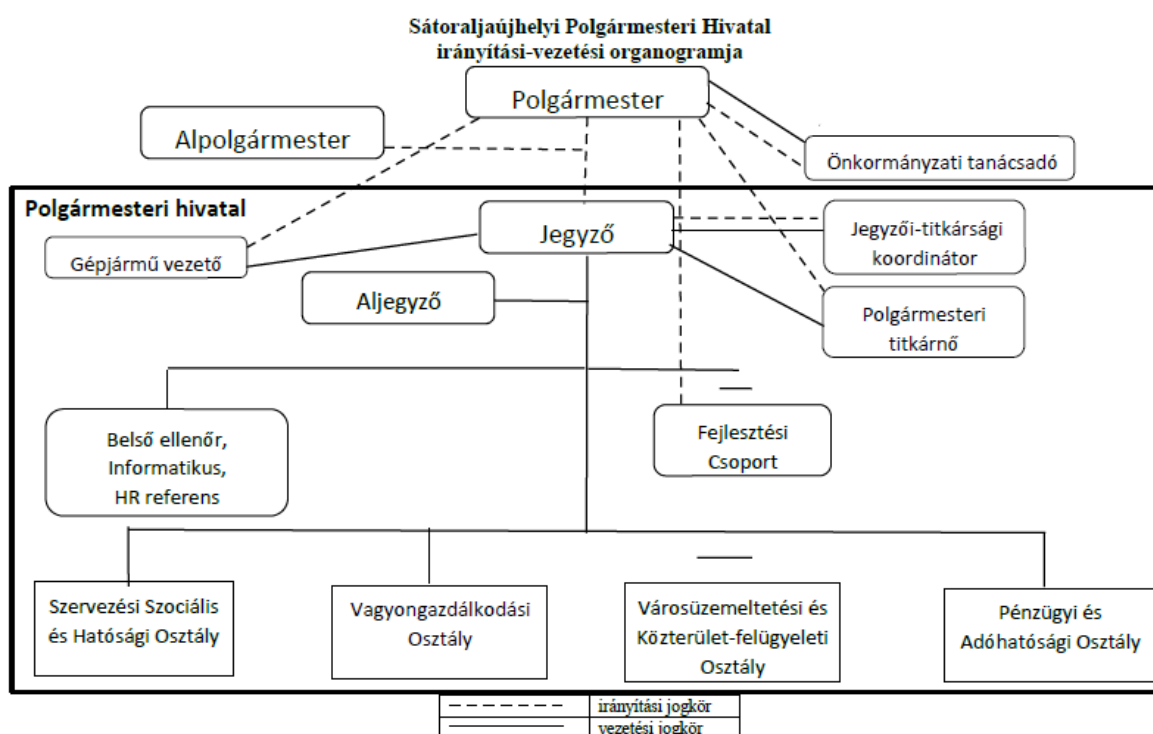 Sátoraljaújhelyi Polgármesteri Hivatal
irányítási-vezetési organogramja
Polgármester
Alpolgármester
Önkormányzati tanácsadó
Polgármesteri hivatal
Jegyző
Jegyzői-titkársági
koordinátor
Gépjármű vezető
Aljegyző
Polgármesteri
titkárnő
Belső ellenőr,
Informatikus,
HR referens
Fejlesztési
Csoport
Szervezési Szociális
és Hatósági Osztály
Vagyongazdálkodási
Osztály
Városüzemeltetési és
Közterület-felügyeleti
Osztály
Pénzügyi és
Adóhatósági Osztály
irányítási jogkör
vezetési jogkör